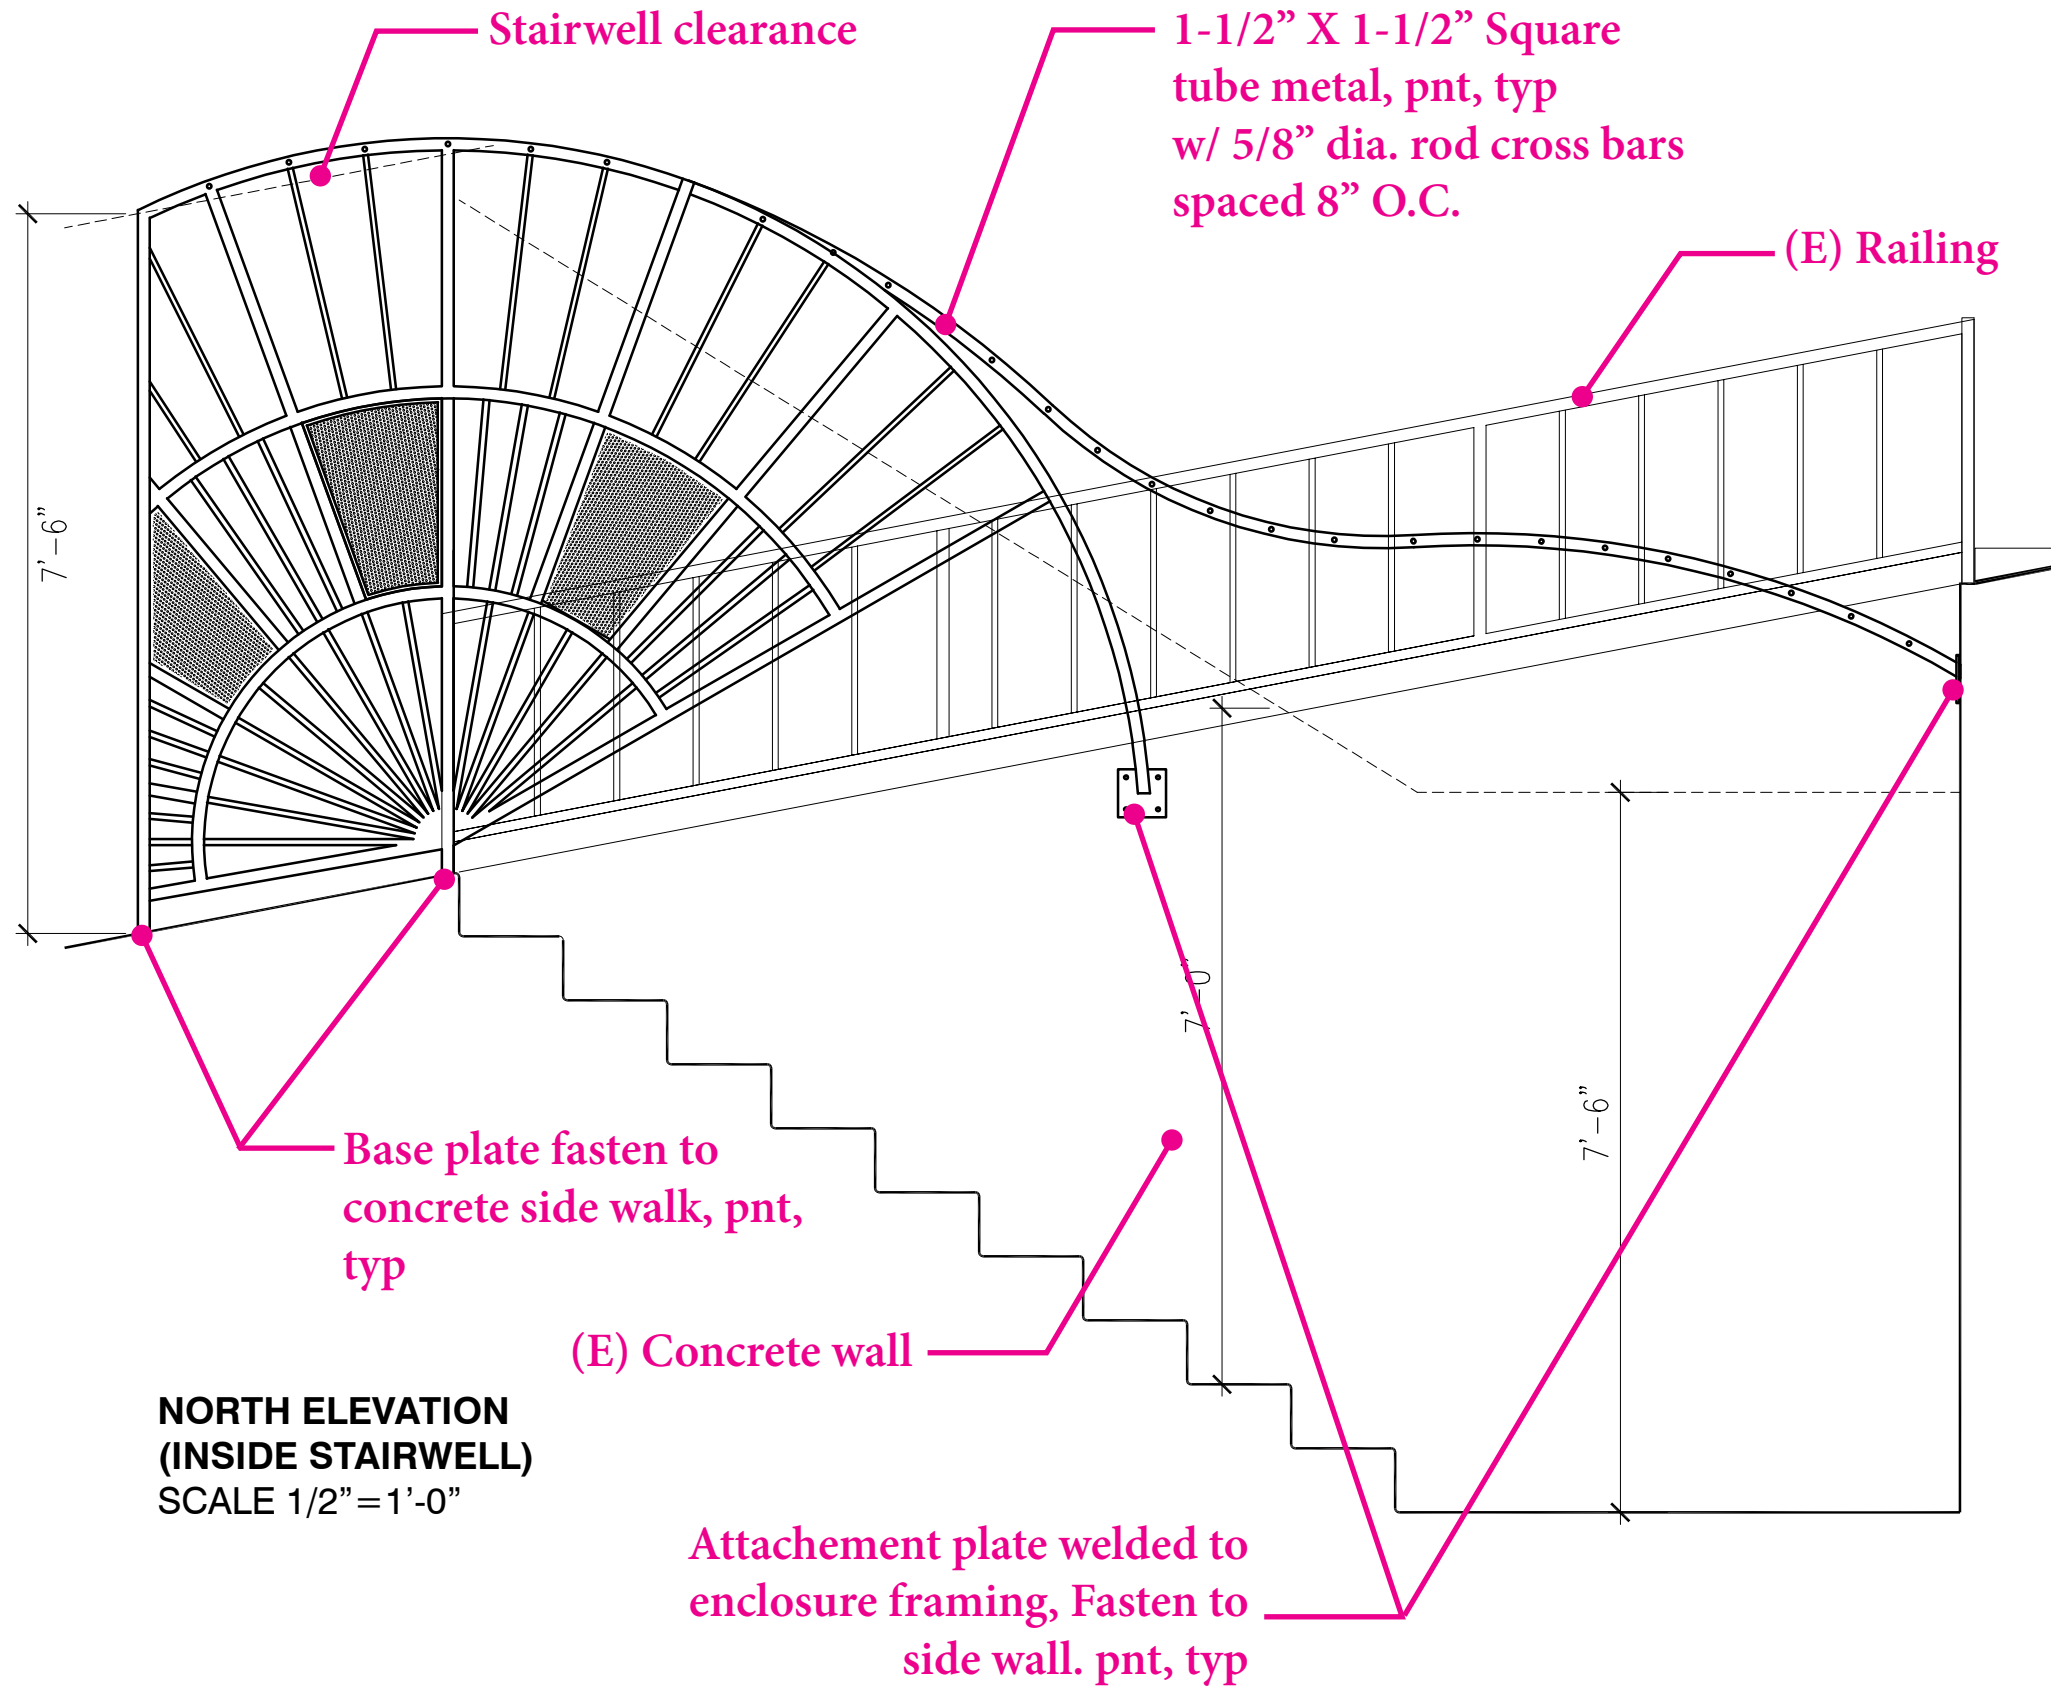 Stairwell clearance
1-1/2” X 1-1/2” Square
tube metal, pnt, typ
w/ 5/8” dia. rod cross bars
spaced 8” O.C.
(E) Railing
7’–6”
7’–0”
7’–6”
Base plate fasten to
concrete side walk, pnt,
typ
(E) Concrete wall
NORTH ELEVATION
(INSIDE STAIRWELL)
SCALE 1/2”=1’-0”
Attachement plate welded to
enclosure framing, Fasten to
side wall. pnt, typ